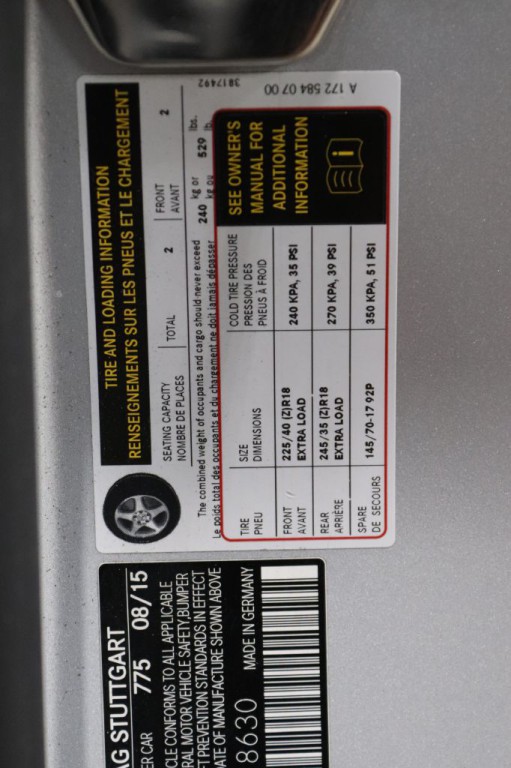 TIRE AND LOADING INFORMATION
RENSEIGNEMENTS SUR LES PNEUS ET LE CHARGEMENT
SEATING CAPACITY TOTAL 2 FRONT 2
NOMBRE DE PLACES AVANT
The combined weight of occupants and cargo should never exceed 240 kg or 529 lbs.
Le poids total des occupants et du chargement ne doit jamais dépasser kg ou lb.
TIRE SIZE COLD TIRE PRESSURE
PNEU DIMENSIONS PRESSION DES
PNEUS À FROID
FRONT 225/40 (Z)R18 240 KPA, 35 PSI
AVANT EXTRA LOAD
REAR 245/35 (Z)R18 270 KPA, 39 PSI
ARRIÈRE EXTRA LOAD
SPARE 145/70-17 92P 350 KPA, 51 PSI
DE SECOURS
SEE OWNER'S
MANUAL FOR
ADDITIONAL
INFORMATION
i
3817492
A 172 584 07 00
AG STUTTGART
ER CAR 775 08/15
CLE CONFORMS TO ALL APPLICABLE
RAL MOTOR VEHICLE SAFETY,BUMPER
FT PREVENTION STANDARDS IN EFFECT
ATE OF MANUFACTURE SHOWN ABOVE
8630 MADE IN GERMANY